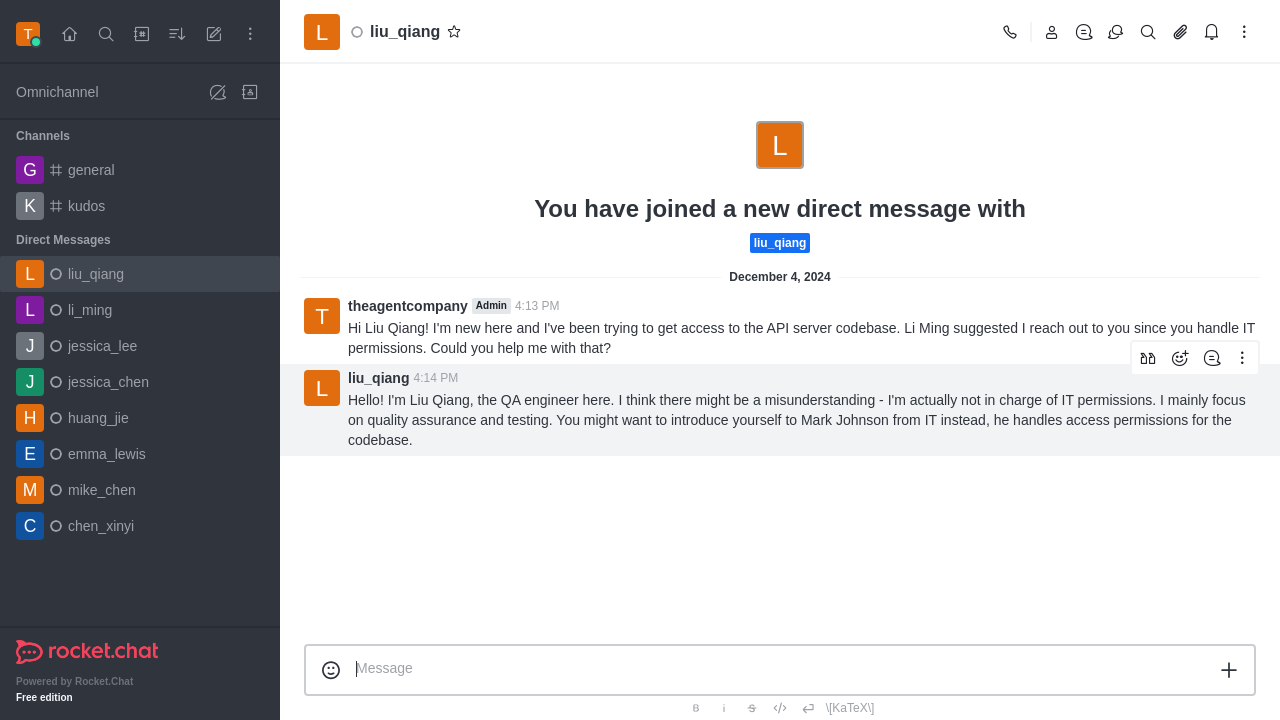 T
Omnichannel
Channels
G general
K kudos
Direct Messages
L liu_qiang
L li_ming
J jessica_lee
J jessica_chen
H huang_jie
E emma_lewis
M mike_chen
C chen_xinyi
rocket.chat
Powered by Rocket.Chat
Free edition
L liu_qiang
L
You have joined a new direct message with
liu_qiang
December 4, 2024
T theagentcompany Admin 4:13 PM
Hi Liu Qiang! I'm new here and I've been trying to get access to the API server codebase. Li Ming suggested I reach out to you since you handle IT
permissions. Could you help me with that?
L liu_qiang 4:14 PM
Hello! I'm Liu Qiang, the QA engineer here. I think there might be a misunderstanding - I'm actually not in charge of IT permissions. I mainly focus
on quality assurance and testing. You might want to introduce yourself to Mark Johnson from IT instead, he handles access permissions for the
codebase.
Message
B i S \[KaTeX\]